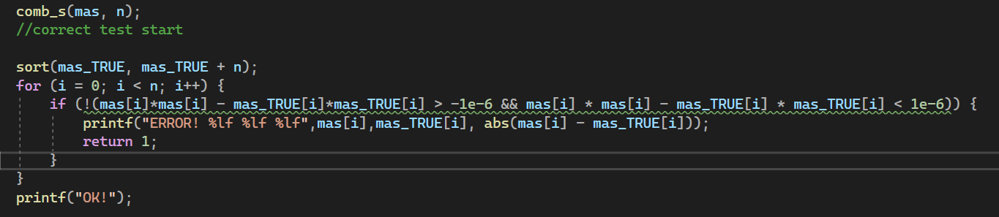 comb_s(mas, n);
//correct test start
sort(mas_TRUE, mas_TRUE + n);
for (i = 0; i < n; i++) {
if (!(mas[i]*mas[i] - mas_TRUE[i]*mas_TRUE[i] > -1e-6 && mas[i] * mas[i] - mas_TRUE[i] * mas_TRUE[i] < 1e-6)) {
printf("ERROR! %lf %lf %lf",mas[i],mas_TRUE[i], abs(mas[i] - mas_TRUE[i]));
return 1;
}
}
printf("OK!");